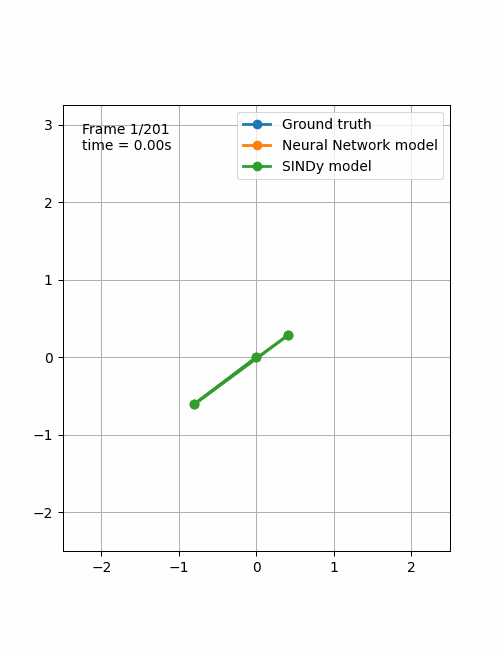 Frame 1/201
time = 0.00s
Ground truth
Neural Network model
SINDy model
3
2
1
0
−1
−2
−2
−1
0
1
2